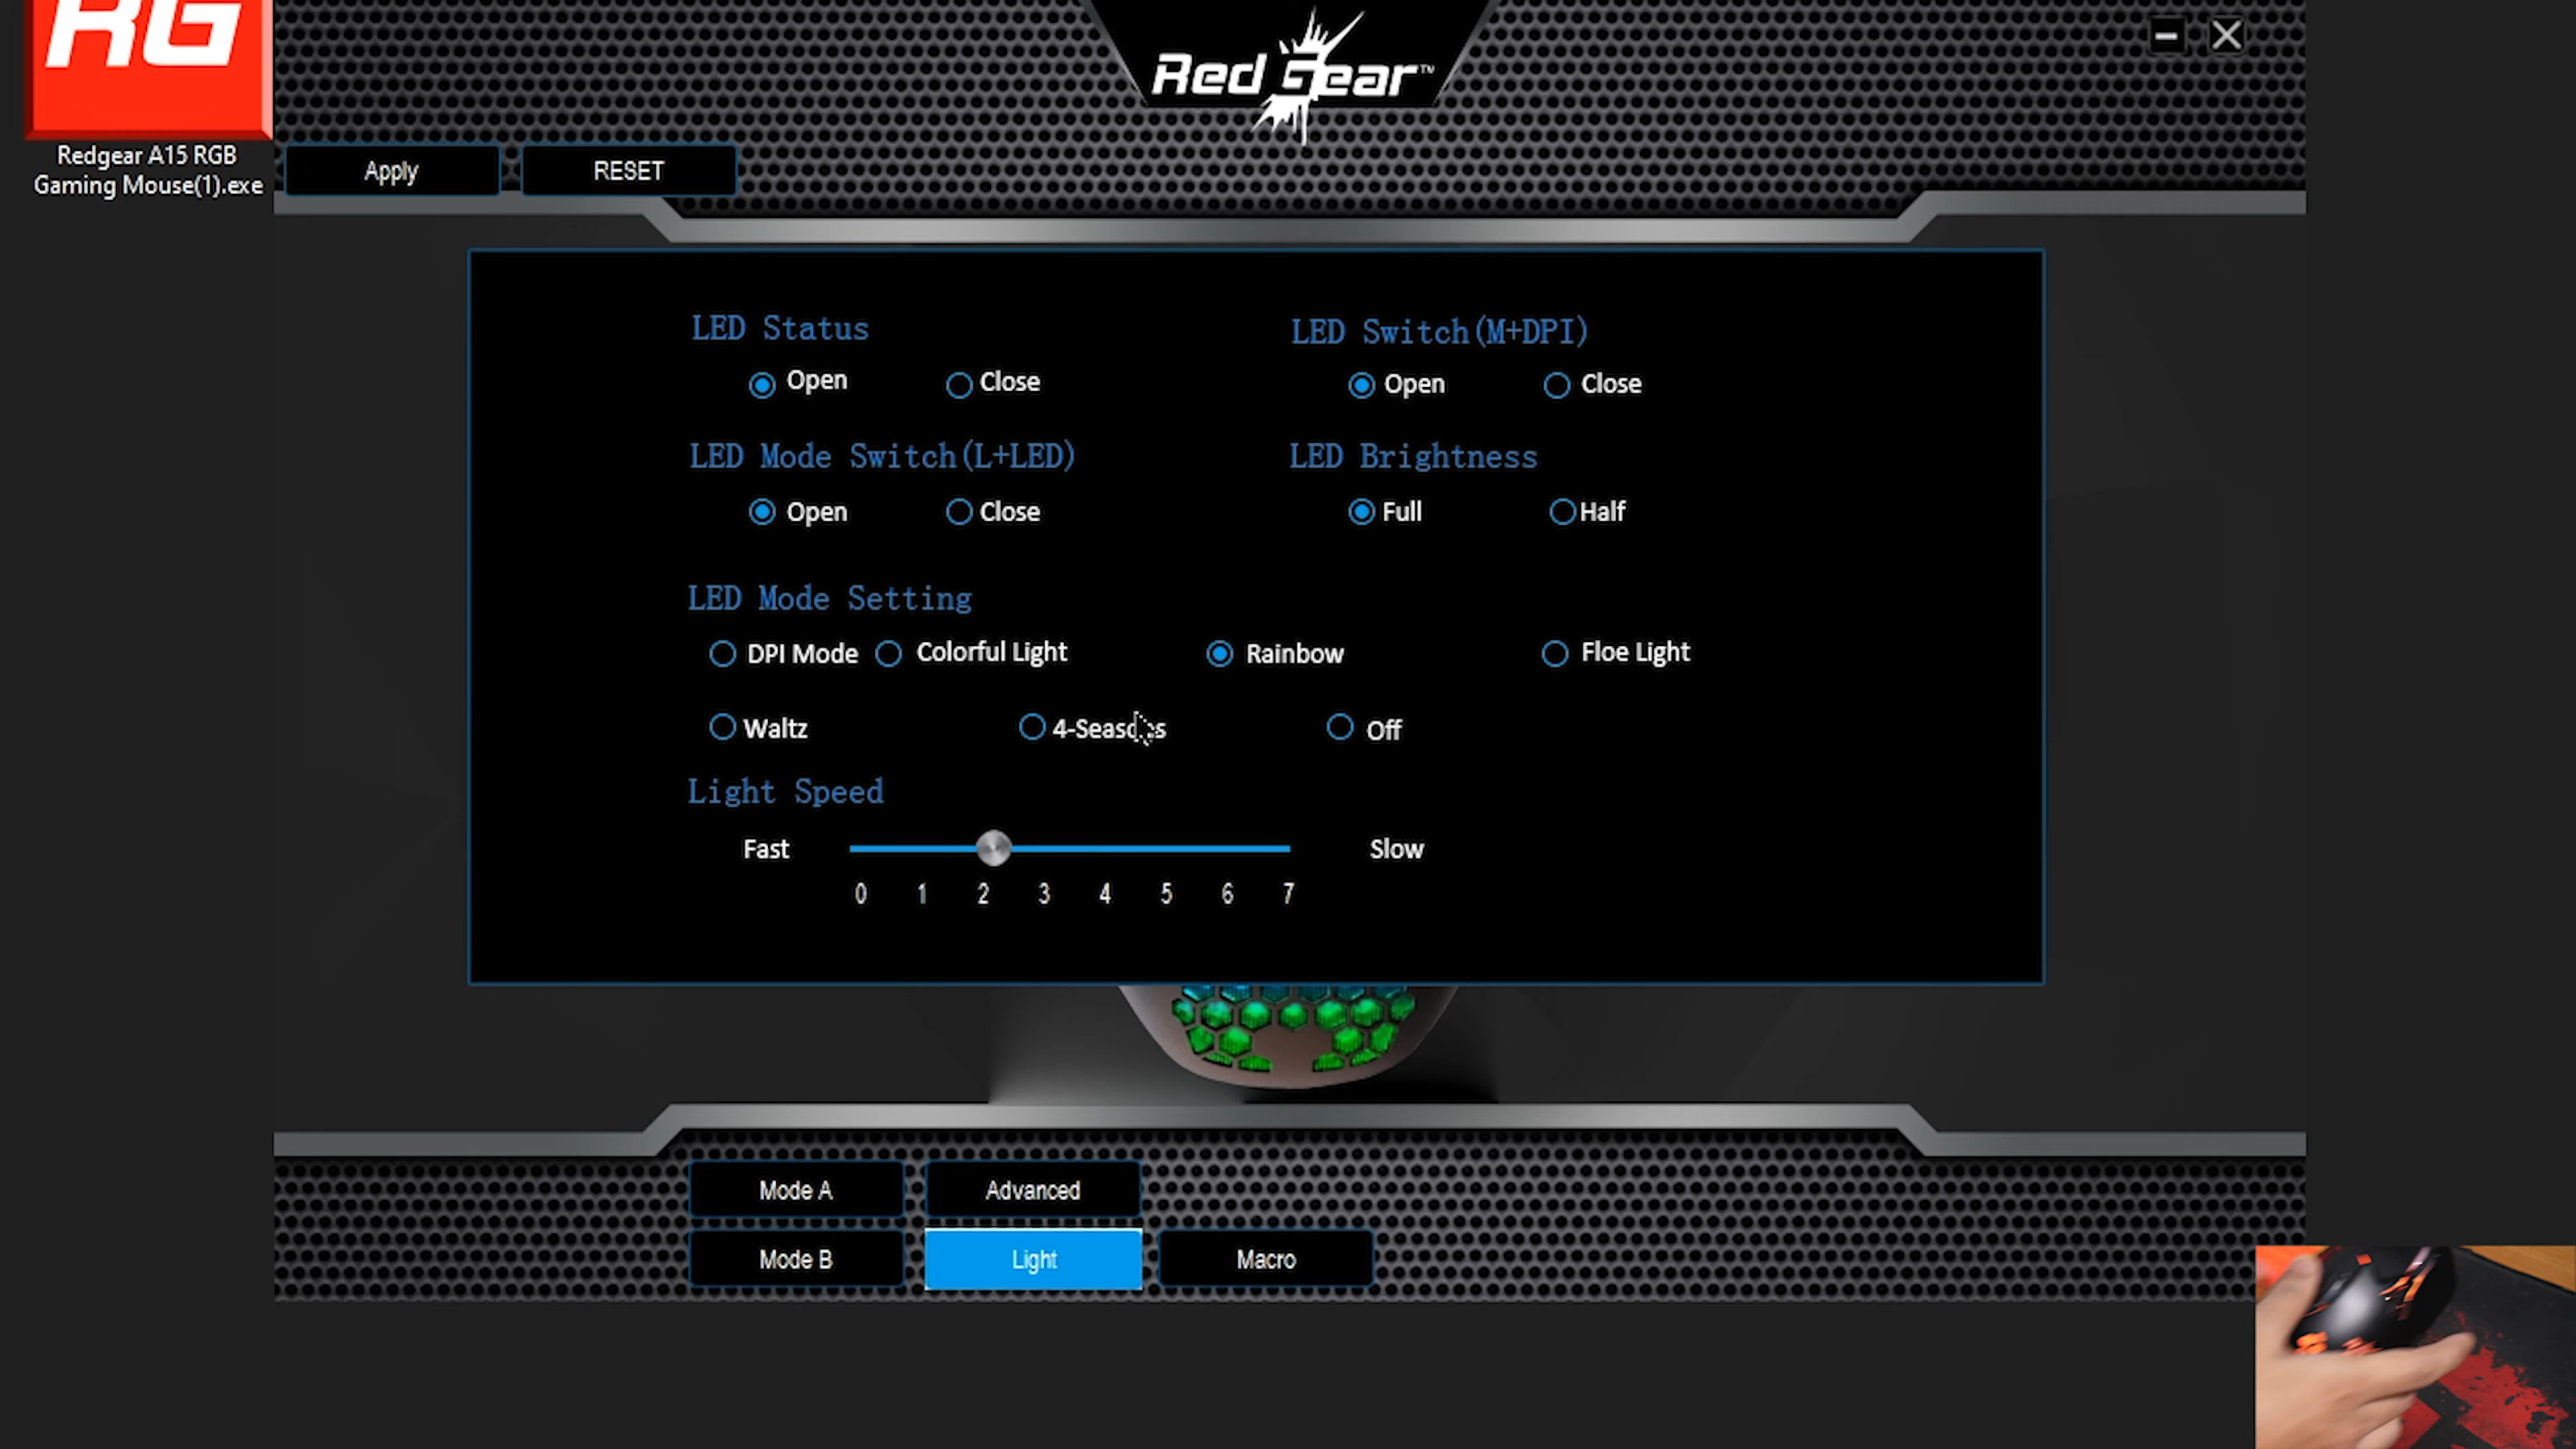 RG
Redgear A15 RGB
Gaming Mouse(1).exe
Red Gear™
Apply RESET
LED Status LED Switch(M+DPI)
Open Close Open Close
LED Mode Switch(L+LED) LED Brightness
Open Close Full Half
LED Mode Setting
DPI Mode Colorful Light Rainbow Floe Light
Waltz 4-Seasons Off
Light Speed
Fast Slow
0 1 2 3 4 5 6 7
Mode A Advanced
Mode B Light Macro